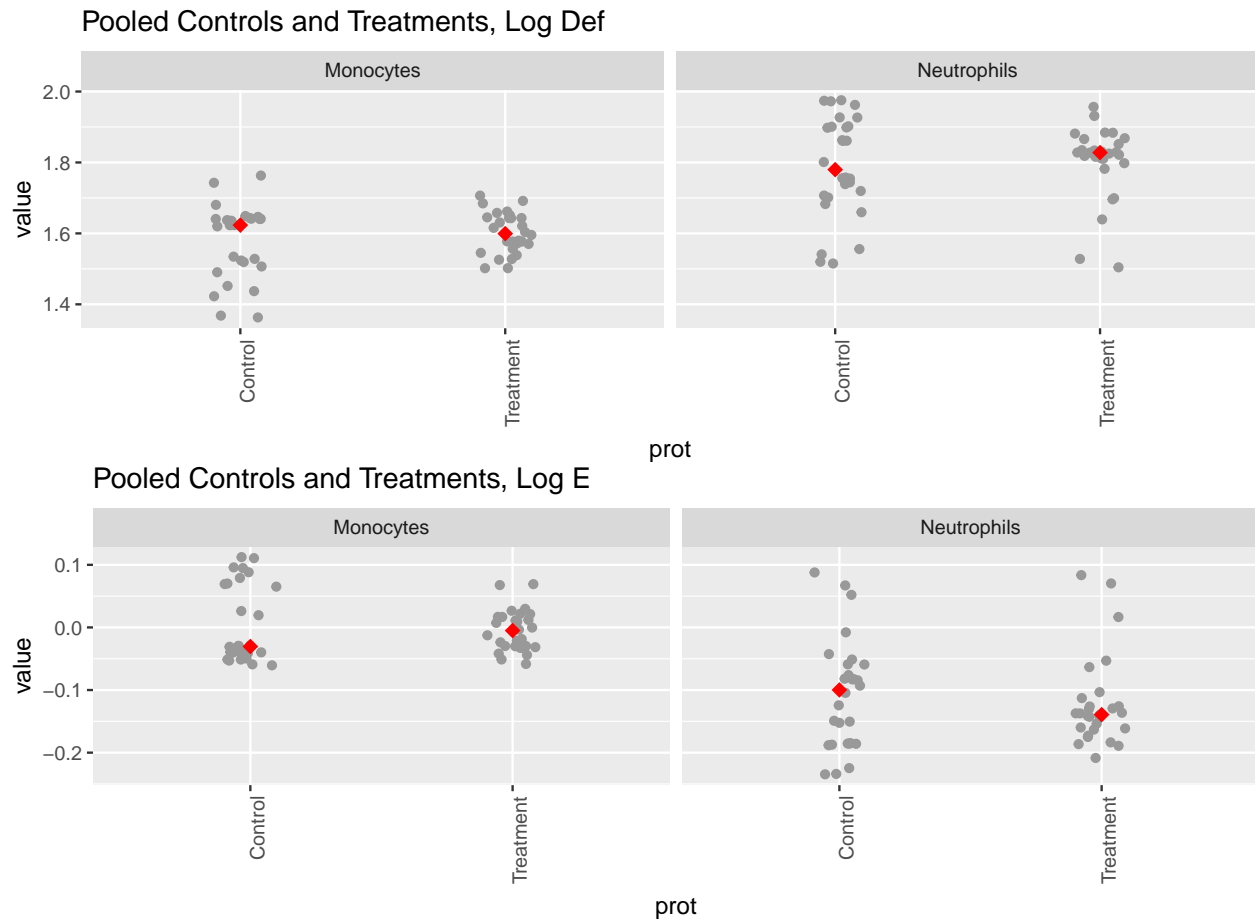 Pooled Controls and Treatments, Log Def
Monocytes
Neutrophils
value
2.0
1.8
1.6
1.4
Control
Treatment
Control
Treatment
prot
Pooled Controls and Treatments, Log E
Monocytes
Neutrophils
value
0.1
0.0
−0.1
−0.2
Control
Treatment
Control
Treatment
prot